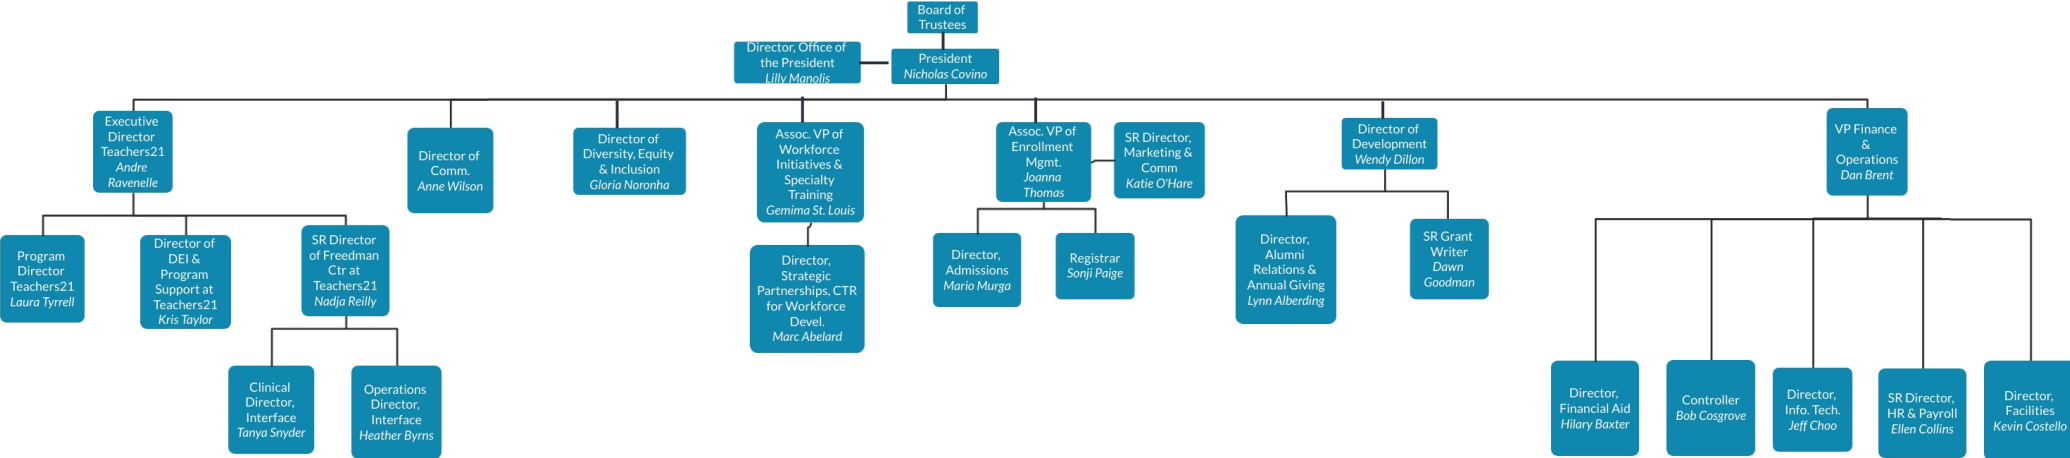 Board of
Trustees
Director, Office of
the President
Lilly Manolis
President
Nicholas Covino
Executive
Director
Teachers21
Andre
Ravenelle
Director of
Comm.
Anne Wilson
Director of
Diversity, Equity
& Inclusion
Gloria Noronha
Assoc. VP of
Workforce
Initiatives &
Specialty
Training
Gemima St. Louis
Assoc. VP of
Enrollment
Mgmt.
Joanna
Thomas
SR Director,
Marketing &
Comm
Katie O'Hare
Director of
Development
Wendy Dillon
VP Finance
&
Operations
Dan Brent
Program
Director
Teachers21
Laura Tyrrell
Director of
DEI &
Program
Support at
Teachers21
Kris Taylor
SR Director
of Freedman
Ctr at
Teachers21
Nadja Reilly
Director,
Strategic
Partnerships, CTR
for Workforce
Devel.
Marc Abelard
Director,
Admissions
Mario Murga
Registrar
Sonji Paige
Director,
Alumni
Relations &
Annual Giving
Lynn Alberding
SR Grant
Writer
Dawn
Goodman
Clinical
Director,
Interface
Tanya Snyder
Operations
Director,
Interface
Heather Byrns
Director,
Financial Aid
Hilary Baxter
Controller
Bob Cosgrove
Director,
Info. Tech.
Jeff Choo
SR Director,
HR & Payroll
Ellen Collins
Director,
Facilities
Kevin Costello